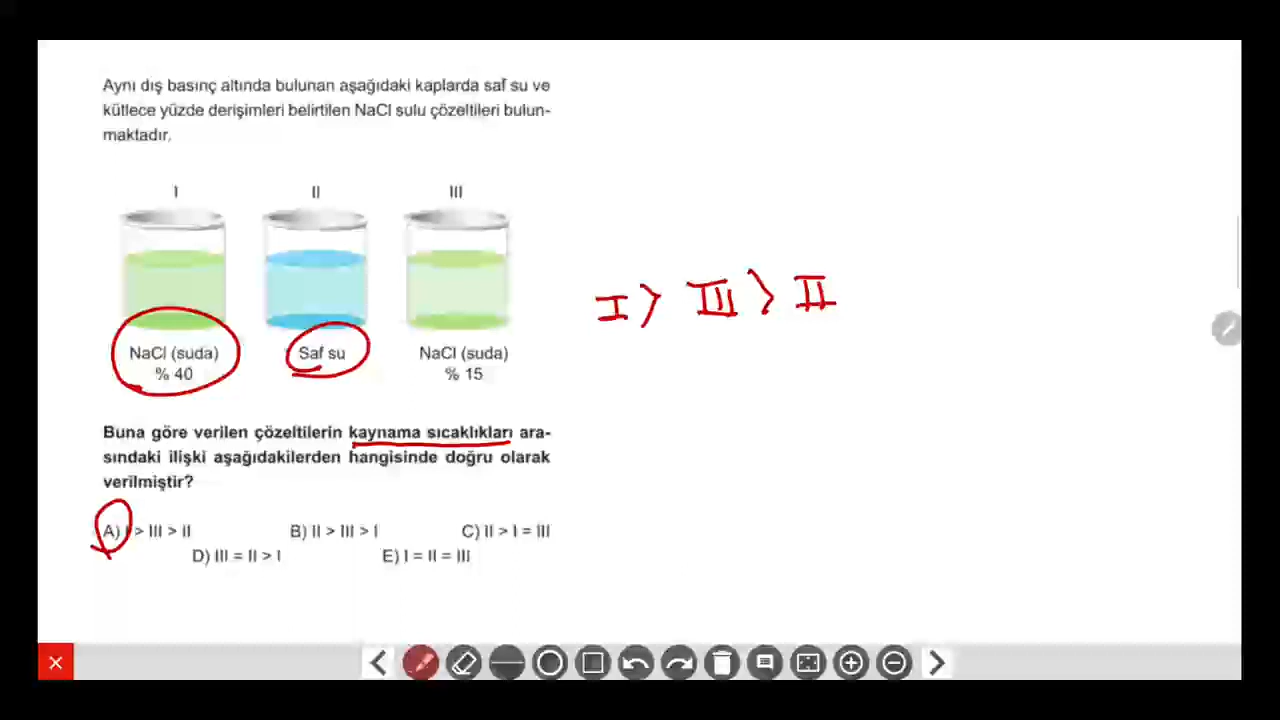 Aynı dış basınç altında bulunan aşağıdaki kaplarda saf su ve
kütlece yüzde derişimleri belirtilen NaCl sulu çözeltileri bulun-
maktadır.
I II III
NaCl (suda) Saf su NaCl (suda)
% 40 % 15
I > III > II
Buna göre verilen çözeltilerin kaynama sıcaklıkları ara-
sındaki ilişki aşağıdakilerden hangisinde doğru olarak
verilmiştir?
A) I > III > II B) II > III > I C) II > I = III
D) III = II > I E) I = II = III